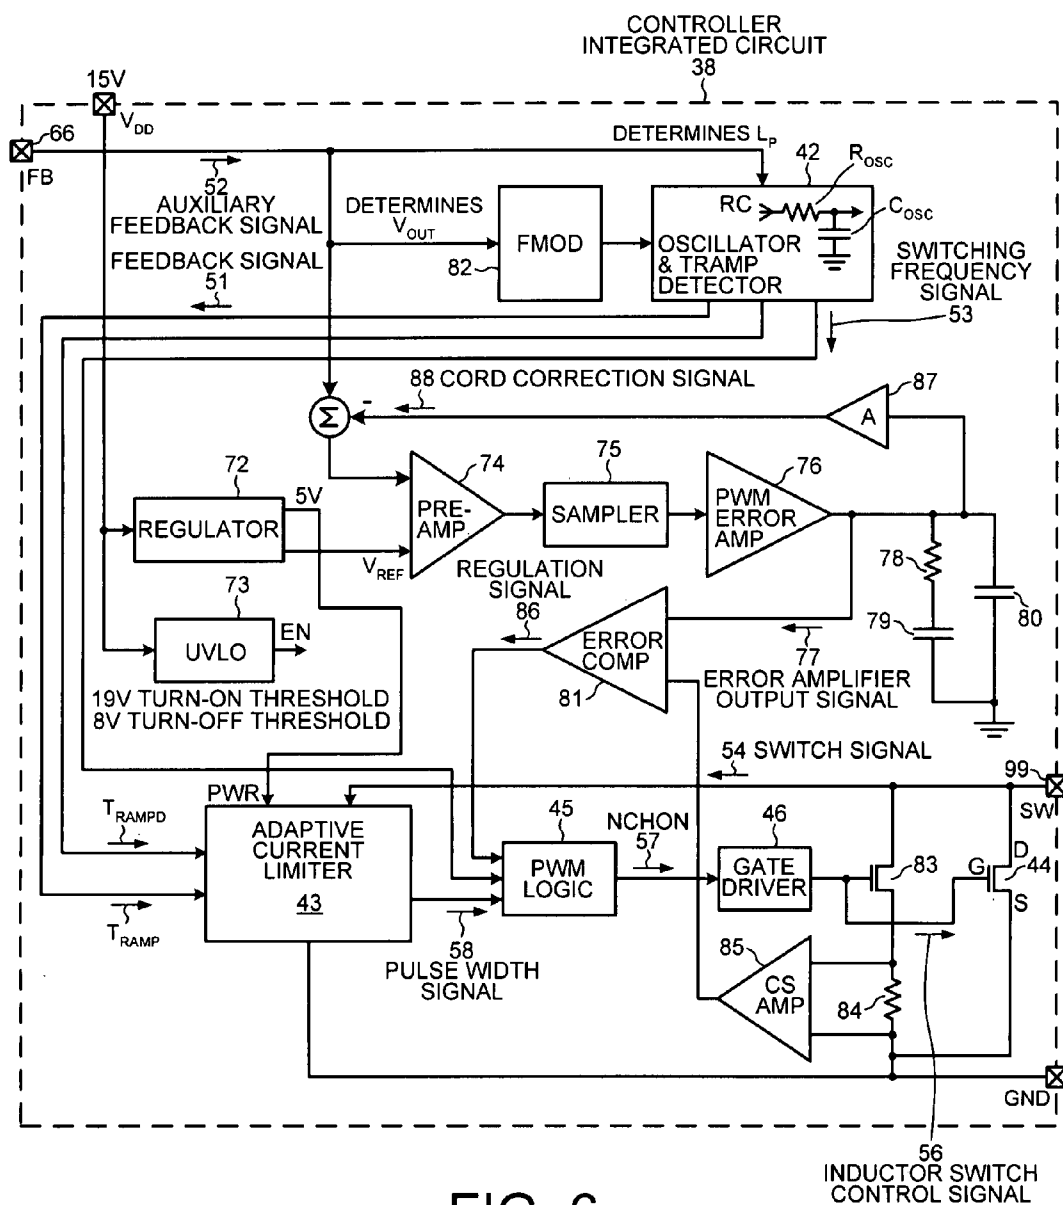 CONTROLLER
INTEGRATED CIRCUIT
38
15V
VDD
66
FB
52
AUXILIARY
FEEDBACK SIGNAL
FEEDBACK SIGNAL
51
DETERMINES LP
DETERMINES
VOUT
FMOD
82
42
ROSC
RC
COSC
OSCILLATOR
& TRAMP
DETECTOR
SWITCHING
FREQUENCY
SIGNAL
53
88 CORD CORRECTION SIGNAL
87
A
Σ
-
72
REGULATOR
5V
VREF
74
PRE-
AMP
75
SAMPLER
76
PWM
ERROR
AMP
78
79
80
73
UVLO
EN
19V TURN-ON THRESHOLD
8V TURN-OFF THRESHOLD
REGULATION
SIGNAL
86
ERROR
COMP
81
77
ERROR AMPLIFIER
OUTPUT SIGNAL
54 SWITCH SIGNAL
99
SW
PWR
ADAPTIVE
CURRENT
LIMITER
43
TRAMPD
TRAMP
58
PULSE WIDTH
SIGNAL
45
PWM
LOGIC
NCHON
57
46
GATE
DRIVER
83
G
D
44
S
85
CS
AMP
84
GND
56
INDUCTOR SWITCH
CONTROL SIGNAL